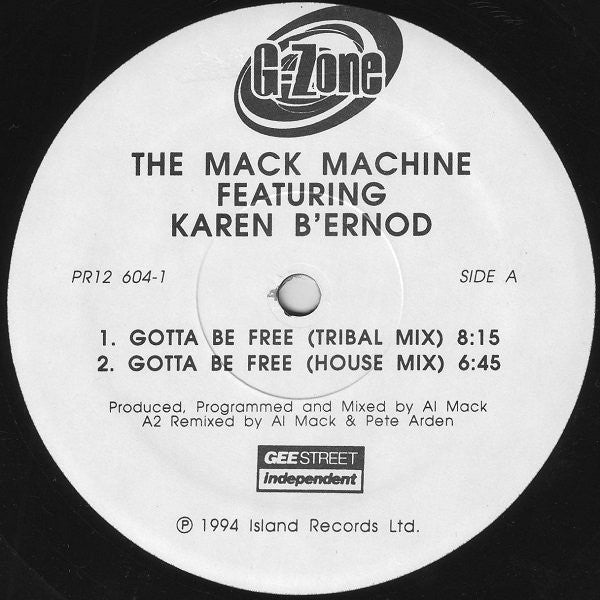 G-Zone
THE MACK MACHINE
FEATURING
KAREN B'ERNOD
PR12 604-1 SIDE A
1. GOTTA BE FREE (TRIBAL MIX) 8:15
2. GOTTA BE FREE (HOUSE MIX) 6:45
Produced, Programmed and Mixed by Al Mack
A2 Remixed by Al Mack & Pete Arden
GEESTREET
independent
℗ 1994 Island Records Ltd.